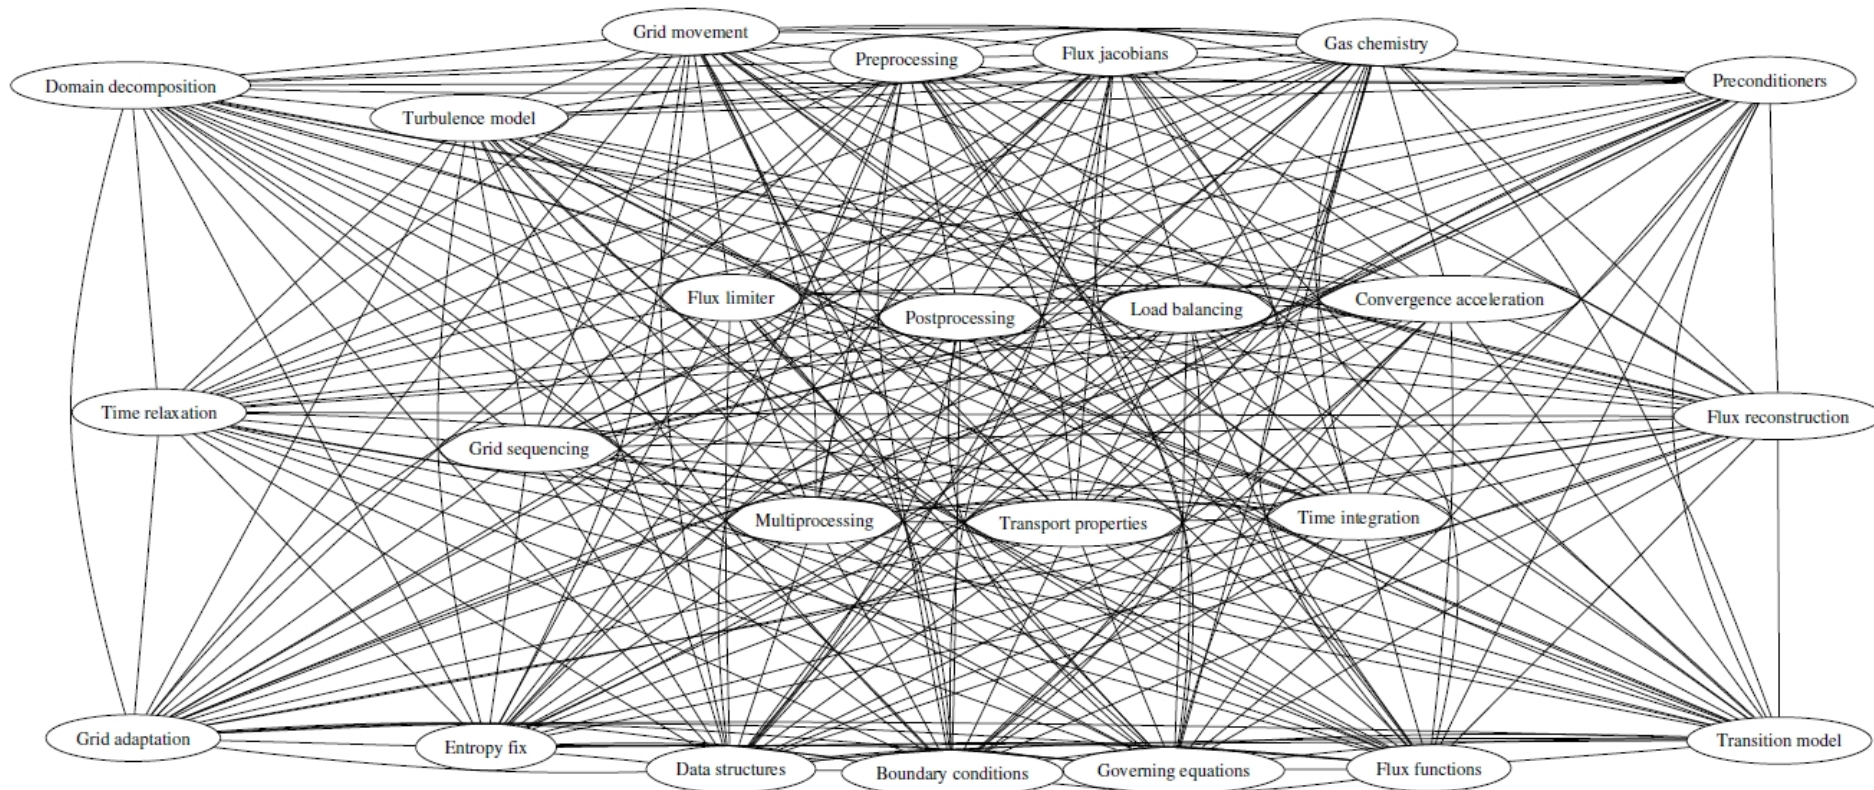 Grid movement
Gas chemistry
Flux jacobians
Preprocessing
Preconditioners
Domain decomposition
Turbulence model
Flux limiter
Convergence acceleration
Load balancing
Postprocessing
Time relaxation
Flux reconstruction
Grid sequencing
Time integration
Multiprocessing
Transport properties
Grid adaptation
Transition model
Entropy fix
Data structures
Governing equations
Flux functions
Boundary conditions